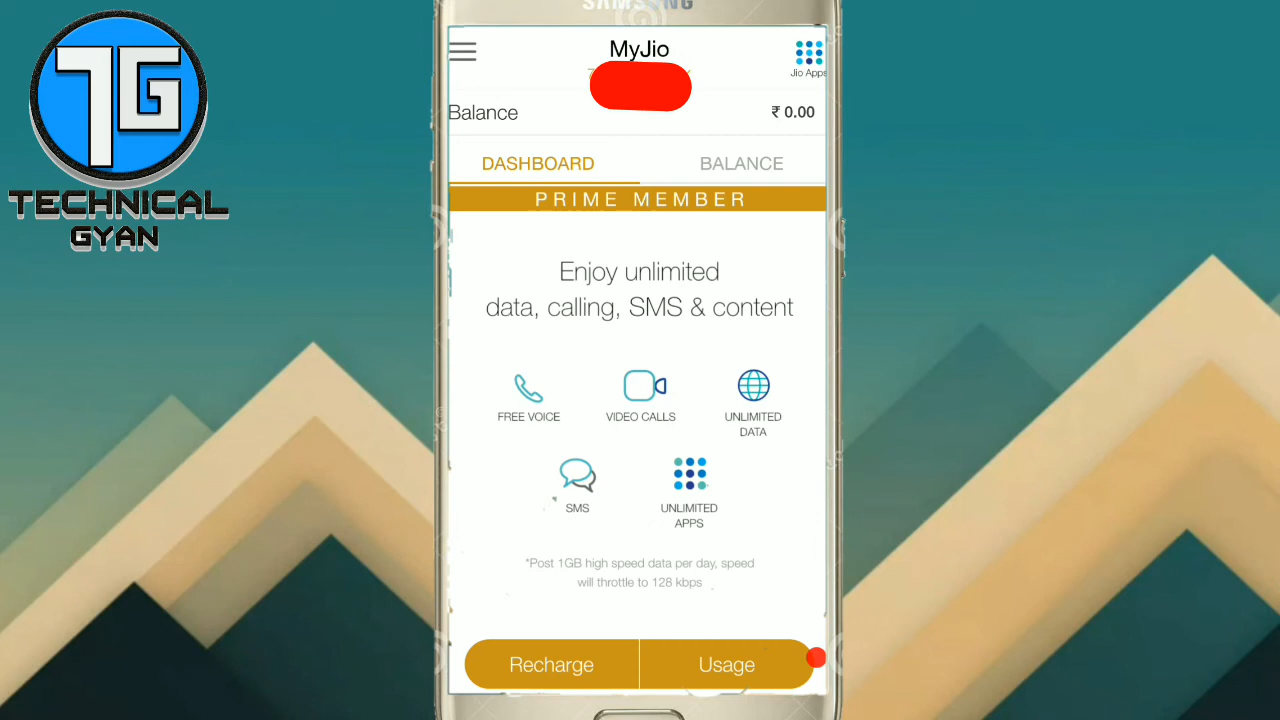 TG
TECHNICAL
GYAN
SAMSUNG
MyJio
Jio Apps
Balance
₹ 0.00
DASHBOARD
BALANCE
PRIME MEMBER
Enjoy unlimited
data, calling, SMS & content
FREE VOICE
VIDEO CALLS
UNLIMITED
DATA
SMS
UNLIMITED
APPS
*Post 1GB high speed data per day, speed
will throttle to 128 kbps
Recharge
Usage